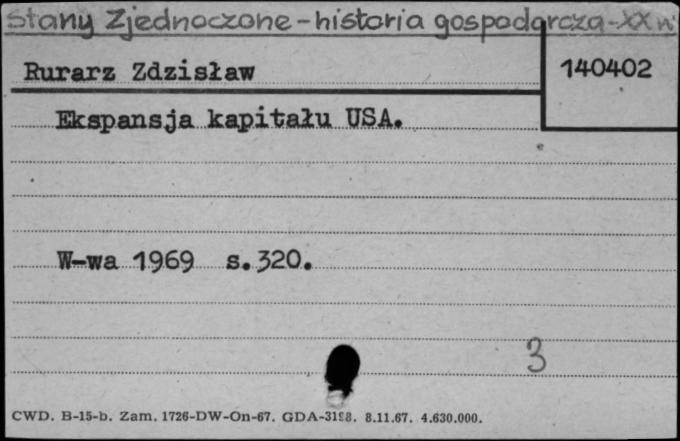 Stany Zjednoczone - historia gospodarcza - XX w
Rurarz Zdzisław
140402
Ekspansja kapitału USA.
W-wa 1969 s.320.
3
CWD. B-15-b. Zam. 1726-DW-On-67. GDA-3198. 8.11.67. 4.630.000.